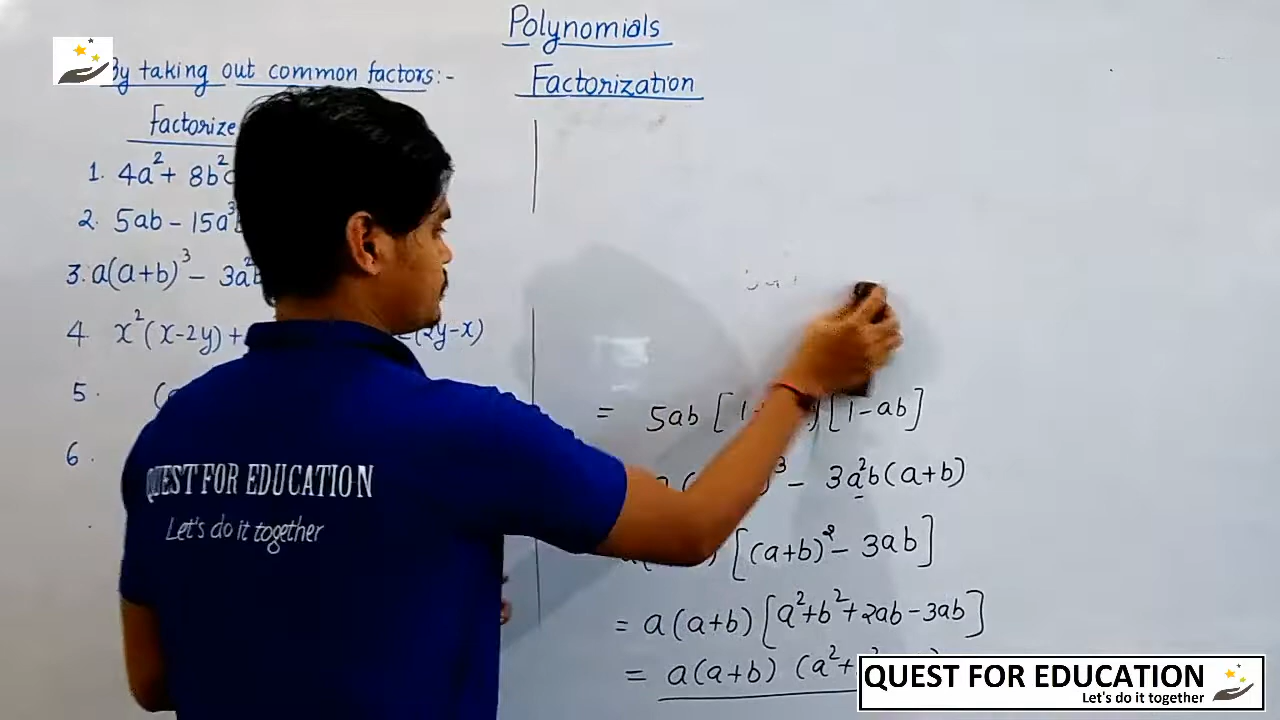 Polynomials
Factorization
By taking out common factors:-
Factorize
1. 4a² + 8b²c
2. 5ab - 15a³
3. a(a+b)³ - 3a²b
4 x²(x-2y) + (2y-x)
5.
6.
= 5ab [1- ) [1-ab]
)³ - 3a²b(a+b)
[(a+b)² - 3ab]
= a(a+b) [a²+b²+2ab-3ab]
= a(a+b) (a²+
QUEST FOR EDUCATION
Let's do it together
QUEST FOR EDUCATION
Let's do it together